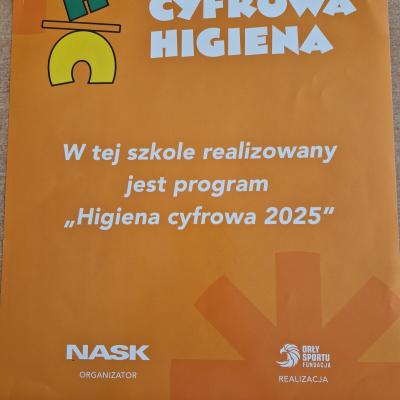 CYFROWA
HIGIENA
W tej szkole realizowany
jest program
„Higiena cyfrowa 2025”
NASK
ORGANIZATOR
ORŁY
SPORTU
FUNDACJA
REALIZACJA